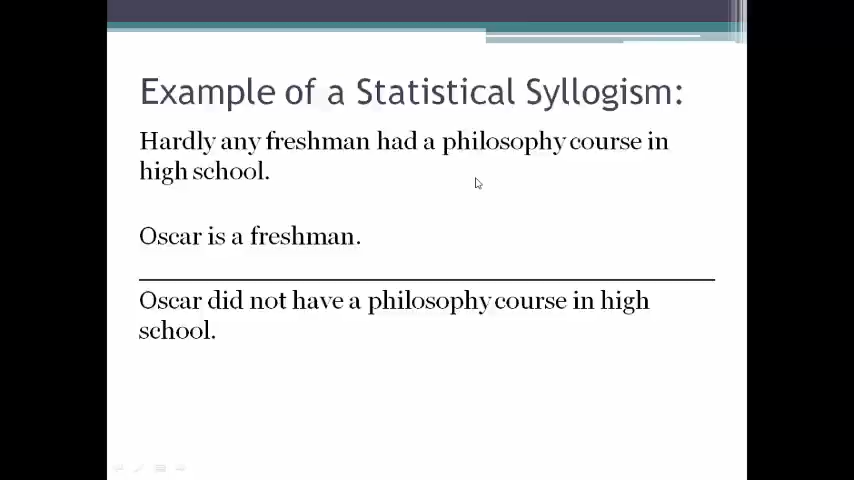 Example of a Statistical Syllogism:
Hardly any freshman had a philosophy course in
high school.
Oscar is a freshman.
Oscar did not have a philosophy course in high
school.